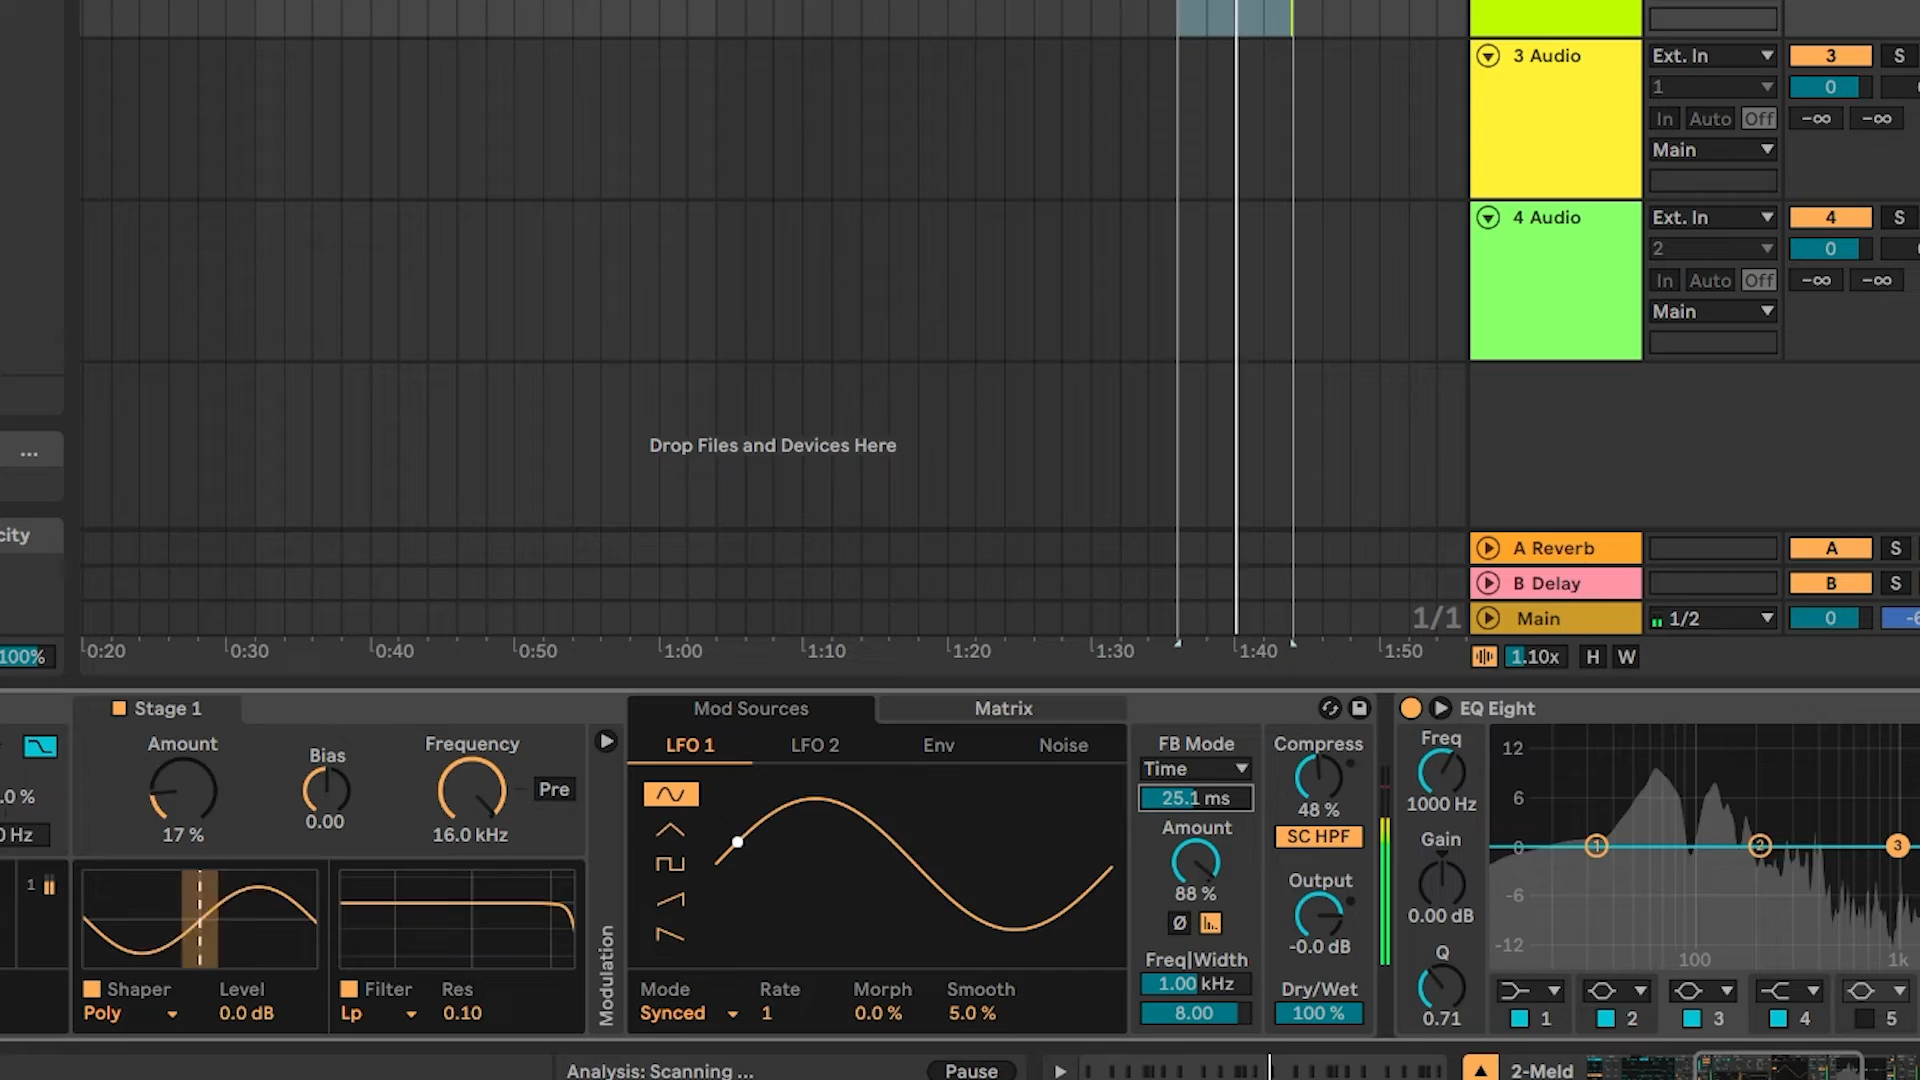 3 Audio Ext. In 3 S
1 0
In Auto Off -∞ -∞
Main
4 Audio Ext. In 4 S
2 0
In Auto Off -∞ -∞
Main
...
Drop Files and Devices Here
city
A Reverb A S
B Delay B S
1/1 Main 1/2 0 -6
100% 0:20 0:30 0:40 0:50 1:00 1:10 1:20 1:30 1:40 1:50 1.10x H W
Stage 1 Mod Sources Matrix EQ Eight
Amount Bias Frequency LFO 1 LFO 2 Env Noise FB Mode Compress Freq 12
Time
.0 % Pre 25.1 ms 48 % 1000 Hz 6
0 Hz 17 % 0.00 16.0 kHz Amount SC HPF Gain 0 1 2 3
1 88 % Output 0.00 dB -6
Ø -0.0 dB -12
Modulation Freq|Width Q 100 1k
Shaper Level Filter Res Mode Rate Morph Smooth 1.00 kHz Dry/Wet
Poly 0.0 dB Lp 0.10 Synced 1 0.0 % 5.0 % 8.00 100 % 0.71 1 2 3 4 5
Analysis: Scanning ... Pause 2-Meld